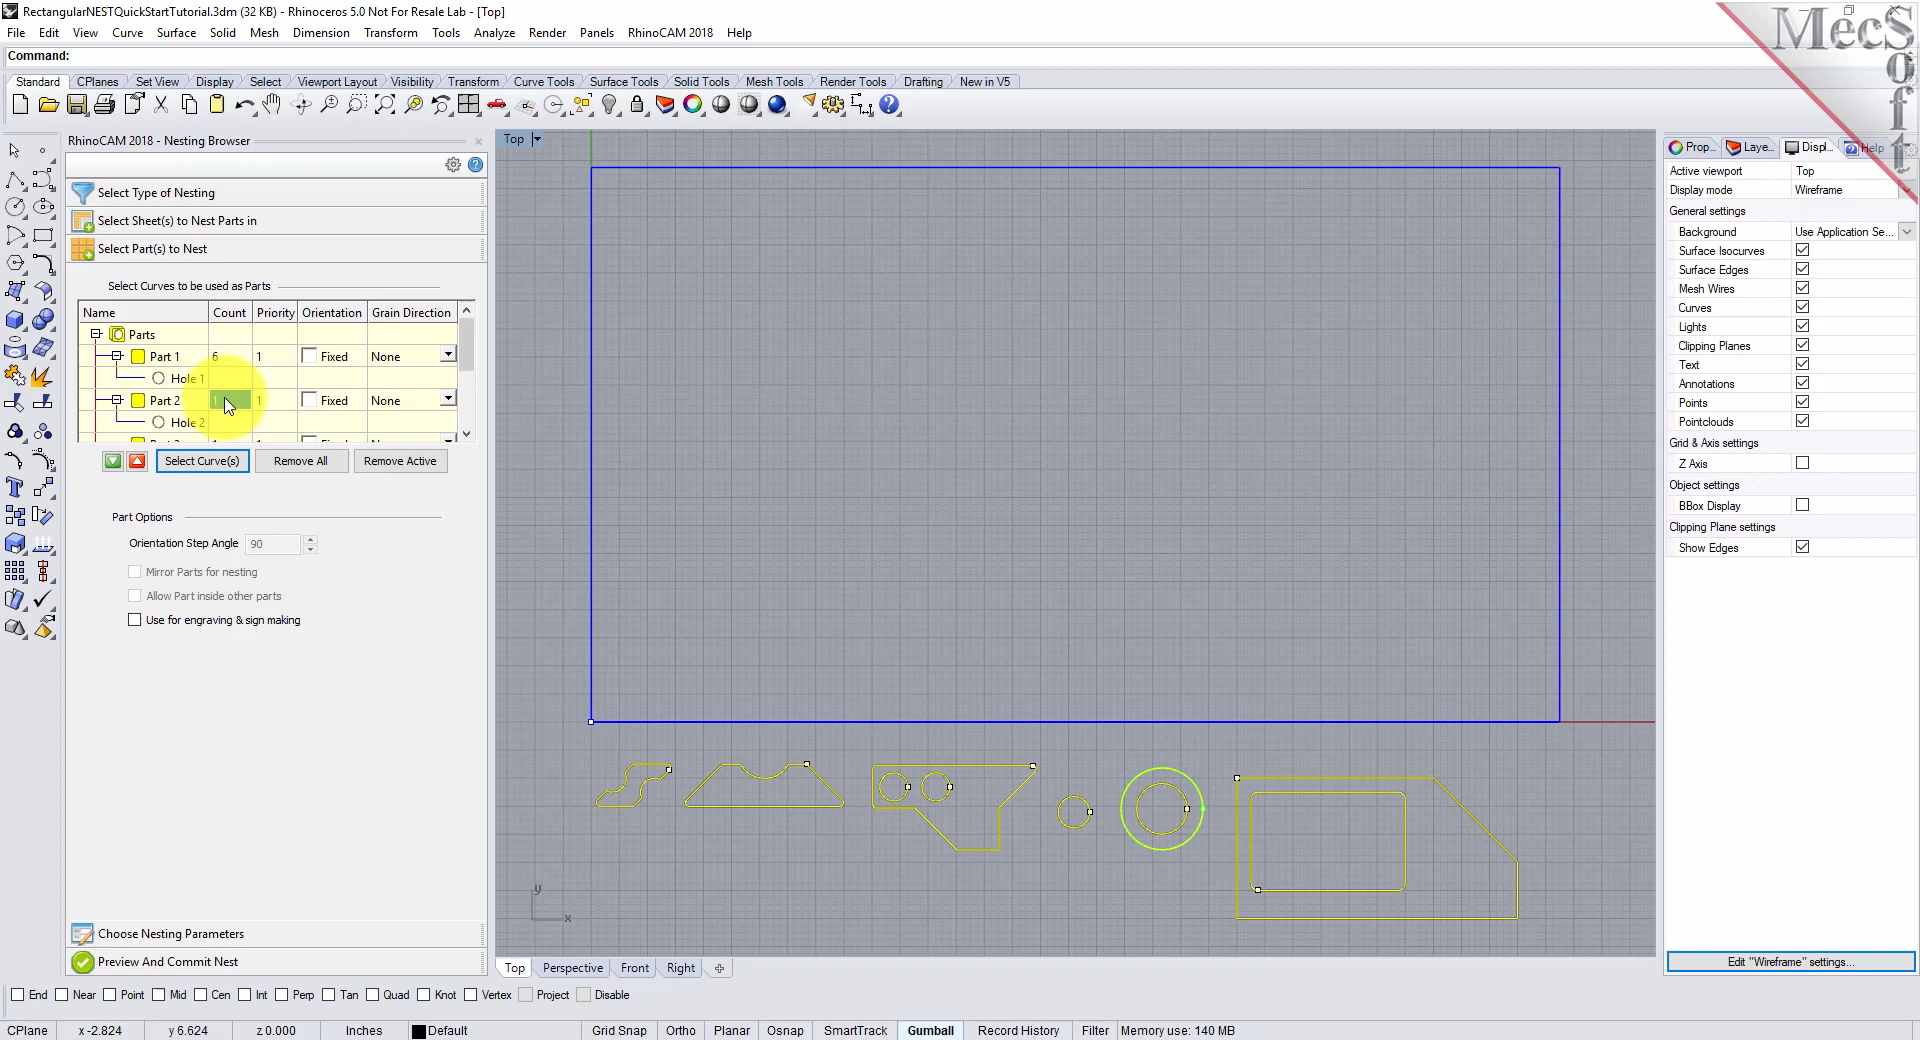 RectangularNESTQuickStartTutorial.3dm (32 KB) - Rhinoceros 5.0 Not For Resale Lab - [Top]
File Edit View Curve Surface Solid Mesh Dimension Transform Tools Analyze Render Panels RhinoCAM 2018 Help
MecSoft
Command:
Standard CPlanes Set View Display Select Viewport Layout Visibility Transform Curve Tools Surface Tools Solid Tools Mesh Tools Render Tools Drafting New in V5
RhinoCAM 2018 - Nesting Browser
Select Type of Nesting
Select Sheet(s) to Nest Parts in
Select Part(s) to Nest
Select Curves to be used as Parts
Name Count Priority Orientation Grain Direction
Parts
Part 1 6 1 Fixed None
Hole 1
Part 2 1 1 Fixed None
Hole 2
Select Curve(s) Remove All Remove Active
Part Options
Orientation Step Angle 90
Mirror Parts for nesting
Allow Part inside other parts
Use for engraving & sign making
Choose Nesting Parameters
Preview And Commit Nest
Top
y
x
Top Perspective Front Right
Prop... Laye... Displ... Help
Active viewport Top
Display mode Wireframe
General settings
Background Use Application Se...
Surface Isocurves
Surface Edges
Mesh Wires
Curves
Lights
Clipping Planes
Text
Annotations
Points
Pointclouds
Grid & Axis settings
Z Axis
Object settings
BBox Display
Clipping Plane settings
Show Edges
Edit "Wireframe" settings...
End Near Point Mid Cen Int Perp Tan Quad Knot Vertex Project Disable
CPlane x -2.824 y 6.624 z 0.000 Inches Default Grid Snap Ortho Planar Osnap SmartTrack Gumball Record History Filter Memory use: 140 MB